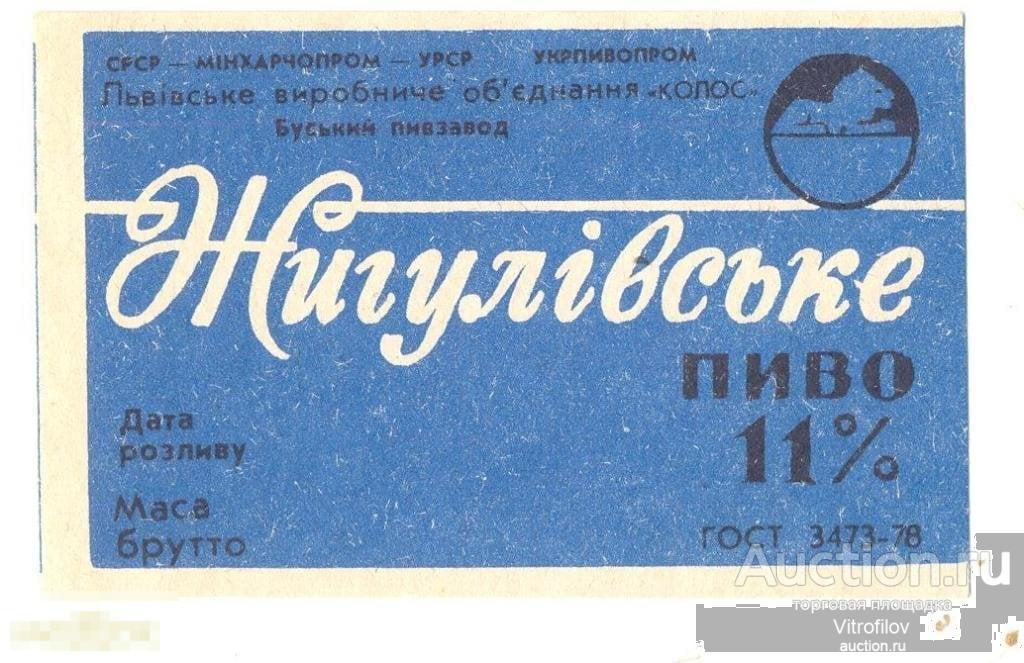 СРСР — МІНХАРЧОПРОМ — УРСР УКРПИВОПРОМ
Львівське виробниче об'єднання «КОЛОС»
Буський пивзавод
Жигулівське
пиво
11%
Дата
розливу
Маса
брутто
ГОСТ 3473-78
Auction.ru
торговая площадка
Vitrofilov
auction.ru